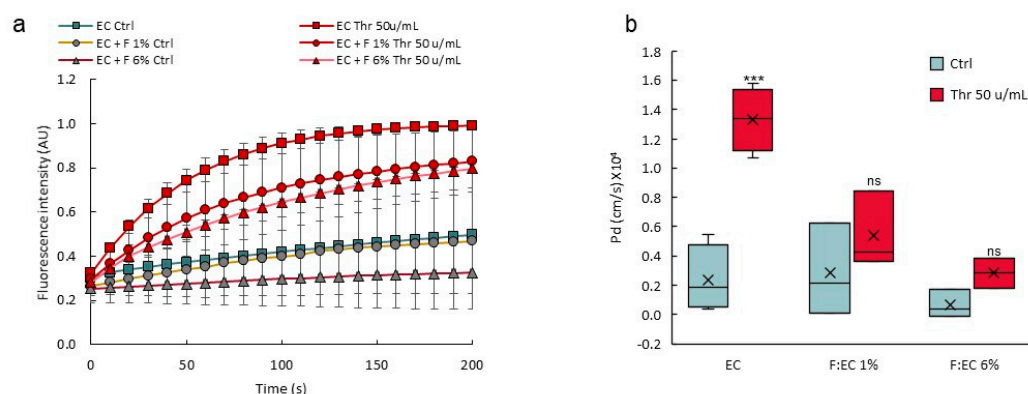 a
EC Ctrl
EC Thr 50u/mL
EC + F 1% Ctrl
EC + F 1% Thr 50 u/mL
EC + F 6% Ctrl
EC + F 6% Thr 50 u/mL
Fluorescence intensity (AU)
1.2
1.0
0.8
0.6
0.4
0.2
0.0
0
50
100
150
200
Time (s)
b
Ctrl
Thr 50 u/mL
Pd (cm/s) X10⁴
1.8
1.6
1.4
1.2
1.0
0.8
0.6
0.4
0.2
0.0
-0.2
***
ns
ns
EC
F:EC 1%
F:EC 6%